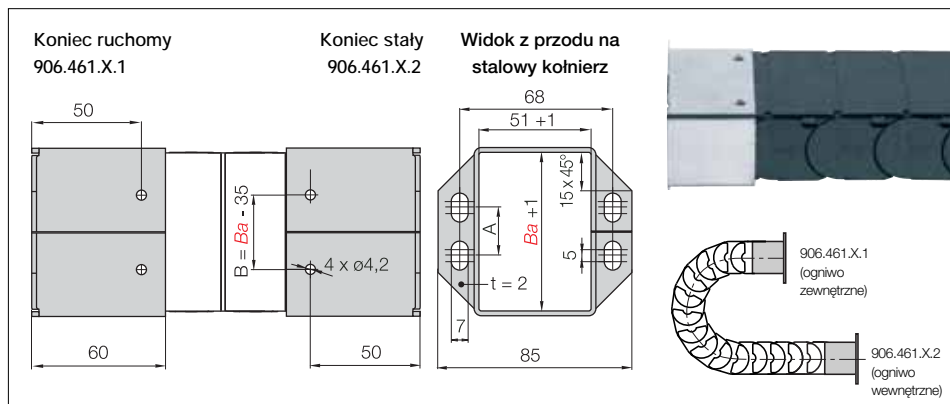 Koniec ruchomy
906.461.X.1
Koniec stały
906.461.X.2
Widok z przodu na
stalowy kołnierz
50
68
51 +1
15 x 45°
B = Ba - 35
4 x ø4,2
A
Ba +1
5
t = 2
7
60
50
85
906.461.X.1
(ogniwo
zewnętrzne)
906.461.X.2
(ogniwo
wewnętrzne)